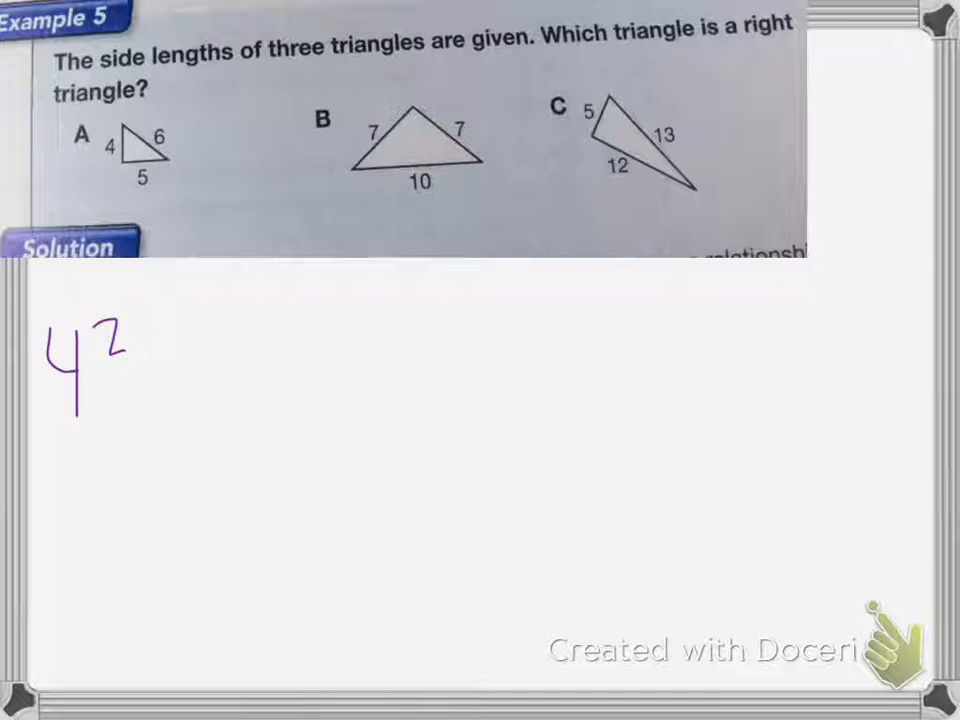 Example 5
The side lengths of three triangles are given. Which triangle is a right
triangle?
A 4 6 5
B 7 7 10
C 5 13 12
Solution
4²
Created with Doceri